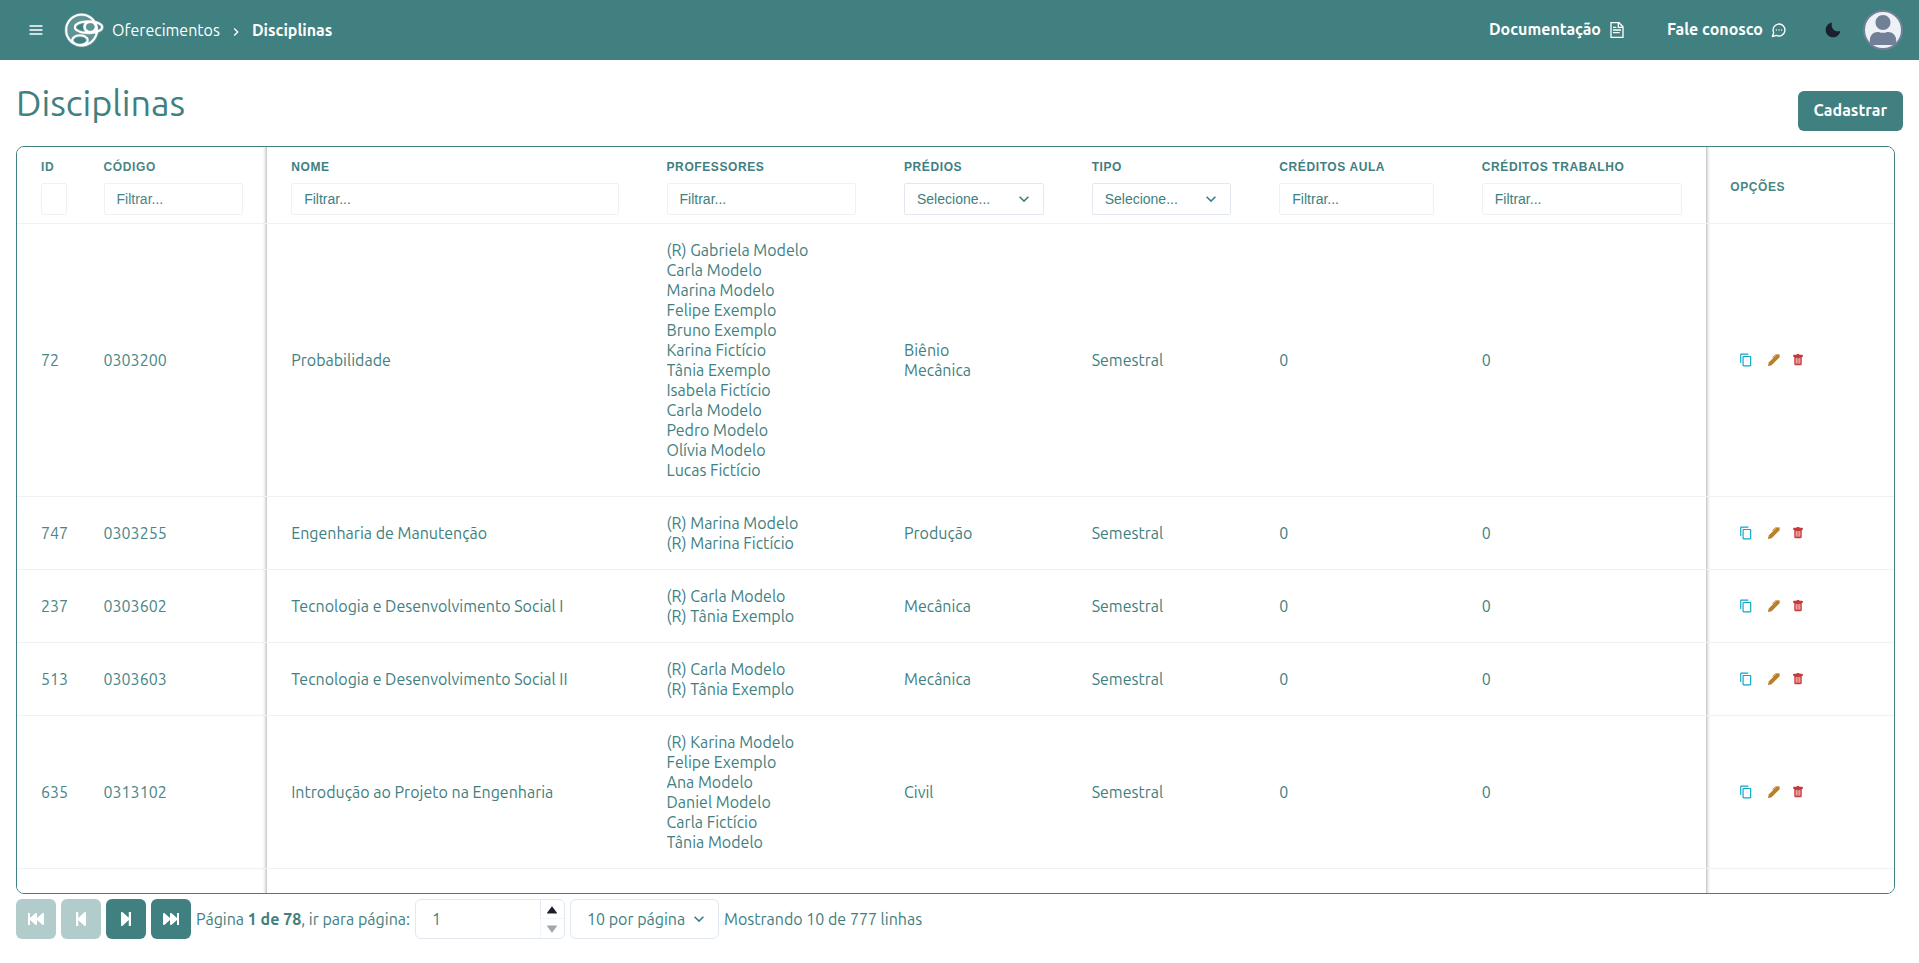 Oferecimentos › Disciplinas
Documentação
Fale conosco
Disciplinas
Cadastrar
ID CÓDIGO NOME PROFESSORES PRÉDIOS TIPO CRÉDITOS AULA CRÉDITOS TRABALHO OPÇÕES
Filtrar... Filtrar... Filtrar... Selecione... Selecione... Filtrar... Filtrar...
72 0303200 Probabilidade
(R) Gabriela Modelo
Carla Modelo
Marina Modelo
Felipe Exemplo
Bruno Exemplo
Karina Fictício
Tânia Exemplo
Isabela Fictício
Carla Modelo
Pedro Modelo
Olívia Modelo
Lucas Fictício
Biênio
Mecânica
Semestral 0 0
747 0303255 Engenharia de Manutenção
(R) Marina Modelo
(R) Marina Fictício
Produção Semestral 0 0
237 0303602 Tecnologia e Desenvolvimento Social I
(R) Carla Modelo
(R) Tânia Exemplo
Mecânica Semestral 0 0
513 0303603 Tecnologia e Desenvolvimento Social II
(R) Carla Modelo
(R) Tânia Exemplo
Mecânica Semestral 0 0
635 0313102 Introdução ao Projeto na Engenharia
(R) Karina Modelo
Felipe Exemplo
Ana Modelo
Daniel Modelo
Carla Fictício
Tânia Modelo
Civil Semestral 0 0
Página 1 de 78, ir para página: 1 10 por página Mostrando 10 de 777 linhas